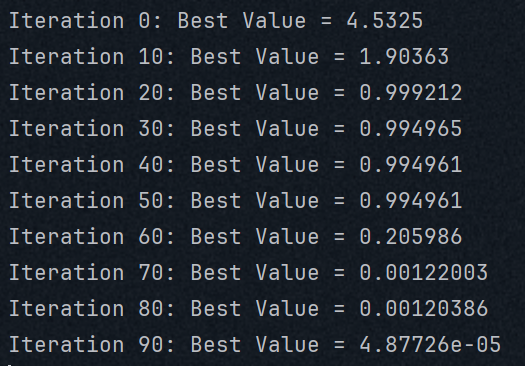 Iteration 0: Best Value = 4.5325
Iteration 10: Best Value = 1.90363
Iteration 20: Best Value = 0.999212
Iteration 30: Best Value = 0.994965
Iteration 40: Best Value = 0.994961
Iteration 50: Best Value = 0.994961
Iteration 60: Best Value = 0.205986
Iteration 70: Best Value = 0.00122003
Iteration 80: Best Value = 0.00120386
Iteration 90: Best Value = 4.87726e-05